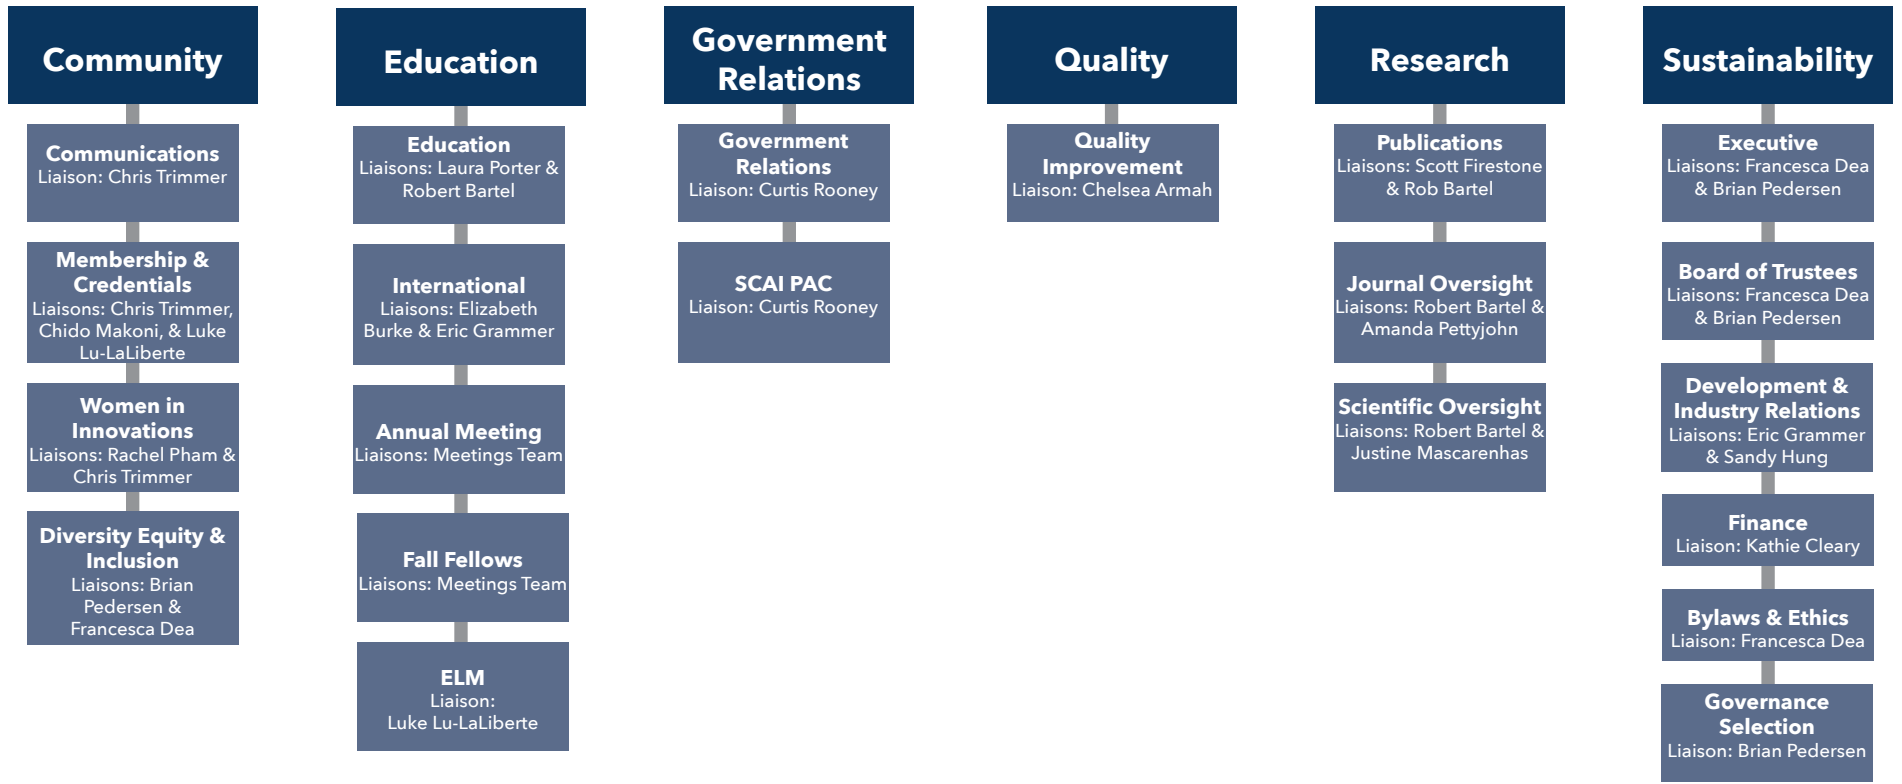 Community
Communications
Liaison: Chris Trimmer
Membership &
Credentials
Liaisons: Chris Trimmer,
Chido Makoni, & Luke
Lu-LaLiberte
Women in
Innovations
Liaisons: Rachel Pham &
Chris Trimmer
Diversity Equity &
Inclusion
Liaisons: Brian
Pedersen &
Francesca Dea
Education
Education
Liaisons: Laura Porter &
Robert Bartel
International
Liaisons: Elizabeth
Burke & Eric Grammer
Annual Meeting
Liaisons: Meetings Team
Fall Fellows
Liaisons: Meetings Team
ELM
Liaison:
Luke Lu-LaLiberte
Government
Relations
Government
Relations
Liaison: Curtis Rooney
SCAI PAC
Liaison: Curtis Rooney
Quality
Quality
Improvement
Liaison: Chelsea Armah
Research
Publications
Liaisons: Scott Firestone
& Rob Bartel
Journal Oversight
Liaisons: Robert Bartel &
Amanda Pettyjohn
Scientific Oversight
Liaisons: Robert Bartel &
Justine Mascarenhas
Sustainability
Executive
Liaisons: Francesca Dea
& Brian Pedersen
Board of Trustees
Liaisons: Francesca Dea
& Brian Pedersen
Development &
Industry Relations
Liaisons: Eric Grammer
& Sandy Hung
Finance
Liaison: Kathie Cleary
Bylaws & Ethics
Liaison: Francesca Dea
Governance
Selection
Liaison: Brian Pedersen